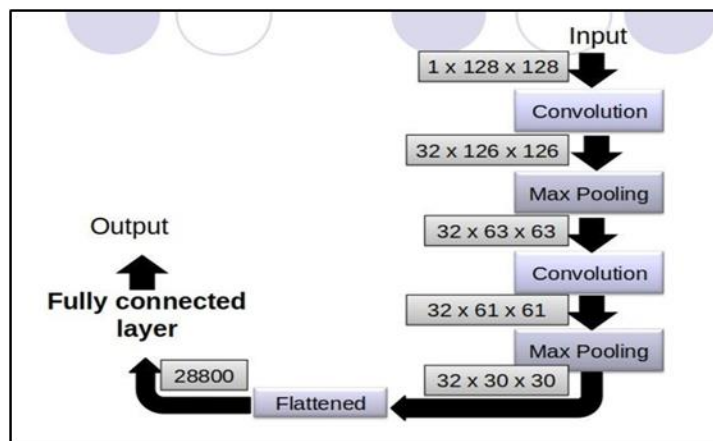 Input
1 x 128 x 128
Convolution
32 x 126 x 126
Max Pooling
32 x 63 x 63
Convolution
32 x 61 x 61
Max Pooling
32 x 30 x 30
Flattened
28800
Fully connected
layer
Output